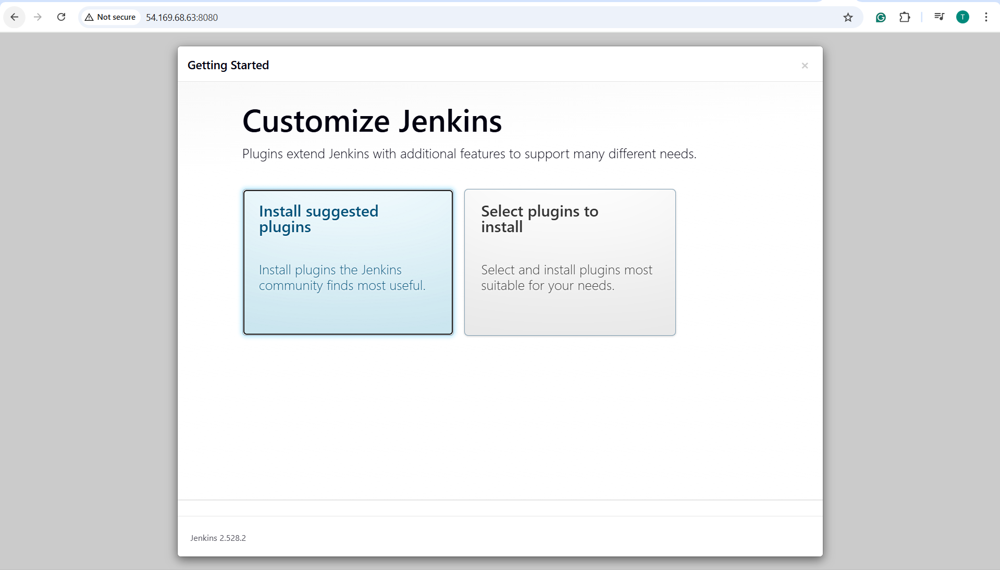 Not secure 54.169.68.63:8080
T
Getting Started
×
Customize Jenkins
Plugins extend Jenkins with additional features to support many different needs.
Install suggested
plugins
Install plugins the Jenkins
community finds most useful.
Select plugins to
install
Select and install plugins most
suitable for your needs.
Jenkins 2.528.2